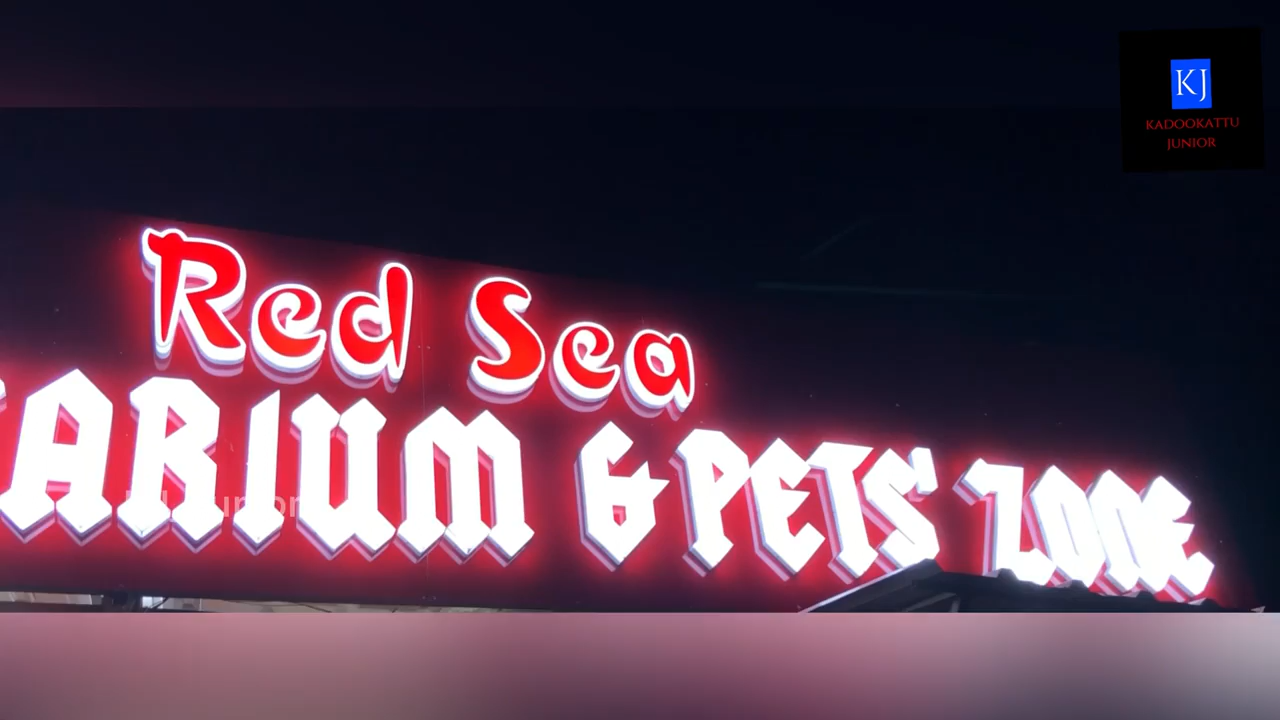 KJ
KADOOKATTU
JUNIOR
Red Sea
ARIUM & PETS' ZONE